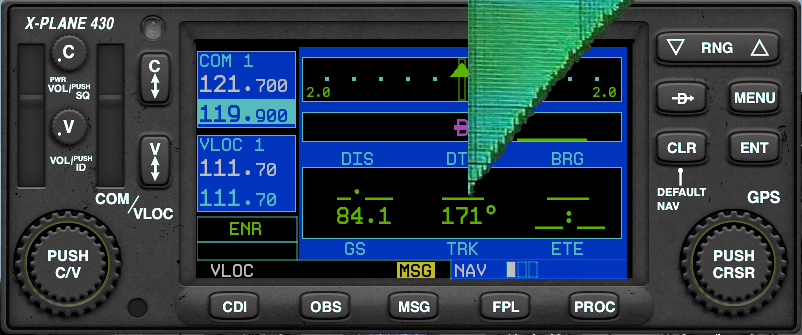 X-PLANE 430
.C
PWR
VOL/PUSH
SQ
C
.V
VOL/PUSH
ID
V
COM/VLOC
PUSH
C/V
COM 1
121.700
119.900
VLOC 1
111.70
111.70
ENR
VLOC
MSG
NAV
2.0
2.0
D
DIS
BRG
__._
84.1
171°
__:__
GS
TRK
ETE
CDI
OBS
MSG
FPL
PROC
RNG
D
MENU
CLR
ENT
DEFAULT
NAV
GPS
PUSH
CRSR